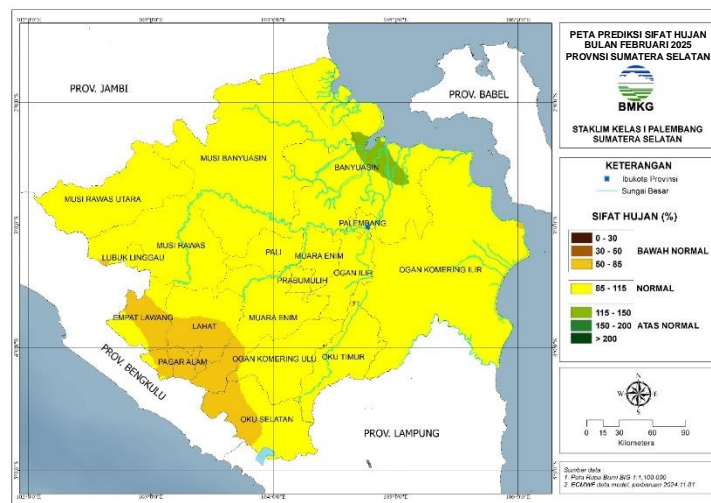 PETA PREDIKSI SIFAT HUJAN
BULAN FEBRUARI 2025
PROVNSI SUMATERA SELATAN
BMKG
STAKLIM KELAS I PALEMBANG
SUMATERA SELATAN
KETERANGAN
Ibukota Provinsi
Sungai Besar
SIFAT HUJAN (%)
0 - 30
30 - 50 BAWAH NORMAL
50 - 85
85 - 115 NORMAL
115 - 150
150 - 200 ATAS NORMAL
> 200
N
W E
S
0 15 30 60 90
Kilometers
Sumber data :
1. Peta Rupa Bumi BIG 1:1.100.000
2. ECMWF data model, perbaruan 2024.11.01
PROV. JAMBI
PROV. BABEL
MUSI BANYUASIN
BANYUASIN
MUSI RAWAS UTARA
PALEMBANG
MUSI RAWAS
LUBUK LINGGAU
PALI
MUARA ENIM
OGAN ILIR
OGAN KOMERING ILIR
PRABUMULIH
EMPAT LAWANG
LAHAT
MUARA ENIM
PAGAR ALAM
OGAN KOMERING ULU
OKU TIMUR
PROV. BENGKULU
OKU SELATAN
PROV. LAMPUNG